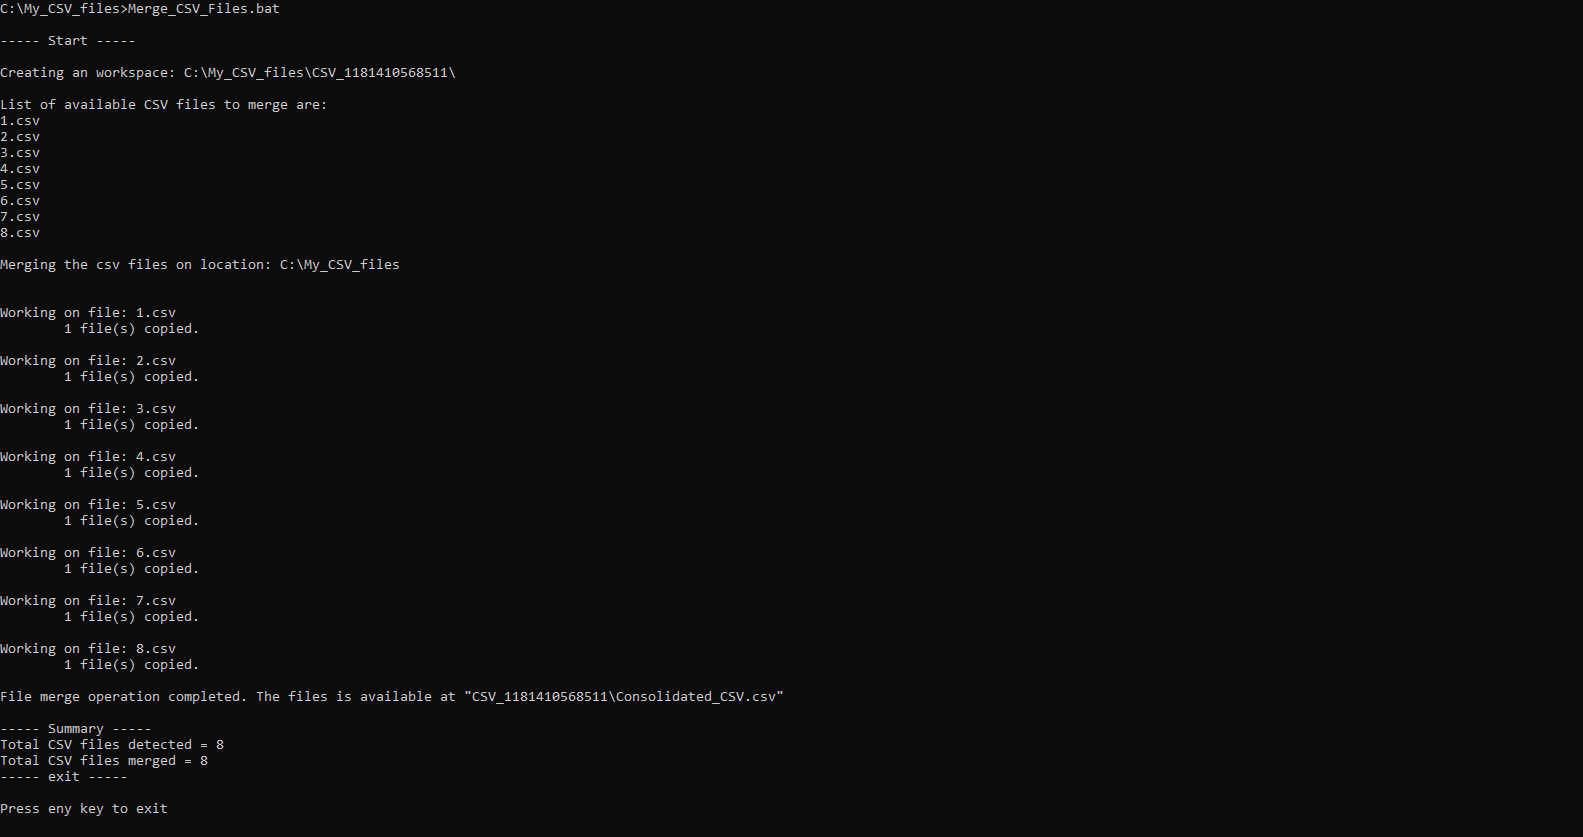 C:\My_CSV_files>Merge_CSV_Files.bat
----- Start -----
Creating an workspace: C:\My_CSV_files\CSV_1181410568511\
List of available CSV files to merge are:
1.csv
2.csv
3.csv
4.csv
5.csv
6.csv
7.csv
8.csv
Merging the csv files on location: C:\My_CSV_files
Working on file: 1.csv
        1 file(s) copied.
Working on file: 2.csv
        1 file(s) copied.
Working on file: 3.csv
        1 file(s) copied.
Working on file: 4.csv
        1 file(s) copied.
Working on file: 5.csv
        1 file(s) copied.
Working on file: 6.csv
        1 file(s) copied.
Working on file: 7.csv
        1 file(s) copied.
Working on file: 8.csv
        1 file(s) copied.
File merge operation completed. The files is available at "CSV_1181410568511\Consolidated_CSV.csv"
----- Summary -----
Total CSV files detected = 8
Total CSV files merged = 8
----- exit -----
Press eny key to exit